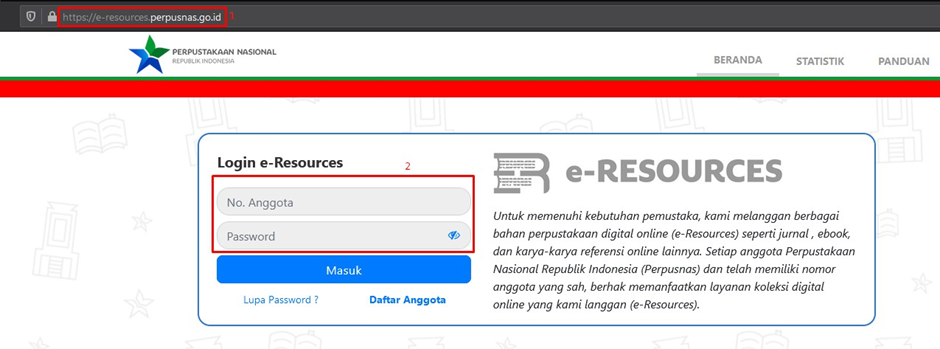 https://e-resources.perpusnas.go.id 1
PERPUSTAKAAN NASIONAL
REPUBLIK INDONESIA
BERANDA STATISTIK PANDUAN
Login e-Resources
2
No. Anggota
Password
Masuk
Lupa Password ? Daftar Anggota
e-RESOURCES
Untuk memenuhi kebutuhan pemustaka, kami melanggan berbagai
bahan perpustakaan digital online (e-Resources) seperti jurnal , ebook,
dan karya-karya referensi online lainnya. Setiap anggota Perpustakaan
Nasional Republik Indonesia (Perpusnas) dan telah memiliki nomor
anggota yang sah, berhak memanfaatkan layanan koleksi digital
online yang kami langgan (e-Resources).